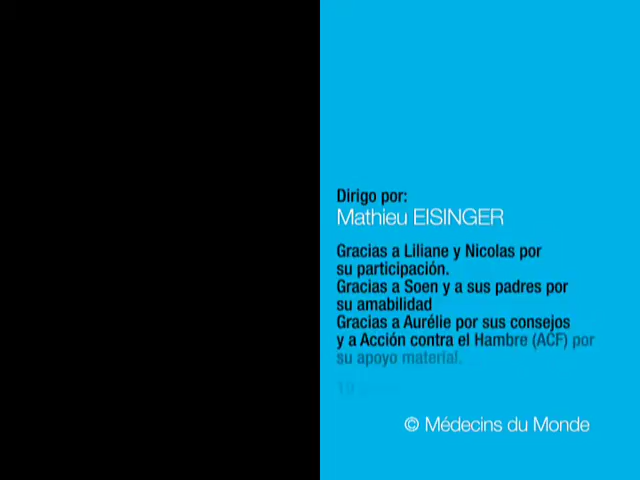 Dirigo por:
Mathieu EISINGER
Gracias a Liliane y Nicolas por
su participación.
Gracias a Soen y a sus padres por
su amabilidad
Gracias a Aurélie por sus consejos
y a Acción contra el Hambre (ACF) por
su apoyo material.
© Médecins du Monde